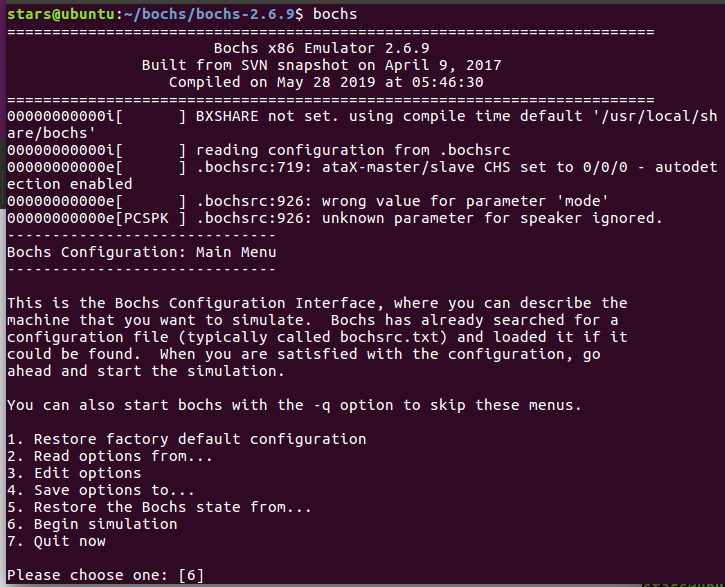 stars@ubuntu:~/bochs/bochs-2.6.9$ bochs
========================================================================
Bochs x86 Emulator 2.6.9
Built from SVN snapshot on April 9, 2017
Compiled on May 28 2019 at 05:46:30
========================================================================
00000000000i[      ] BXSHARE not set. using compile time default '/usr/local/sh
are/bochs'
00000000000i[      ] reading configuration from .bochsrc
00000000000e[      ] .bochsrc:719: ataX-master/slave CHS set to 0/0/0 - autodet
ection enabled
00000000000e[      ] .bochsrc:926: wrong value for parameter 'mode'
00000000000e[PCSPK ] .bochsrc:926: unknown parameter for speaker ignored.
------------------------------
Bochs Configuration: Main Menu
------------------------------
This is the Bochs Configuration Interface, where you can describe the
machine that you want to simulate.  Bochs has already searched for a
configuration file (typically called bochsrc.txt) and loaded it if it
could be found.  When you are satisfied with the configuration, go
ahead and start the simulation.
You can also start bochs with the -q option to skip these menus.
1. Restore factory default configuration
2. Read options from...
3. Edit options
4. Save options to...
5. Restore the Bochs state from...
6. Begin simulation
7. Quit now
Please choose one: [6]